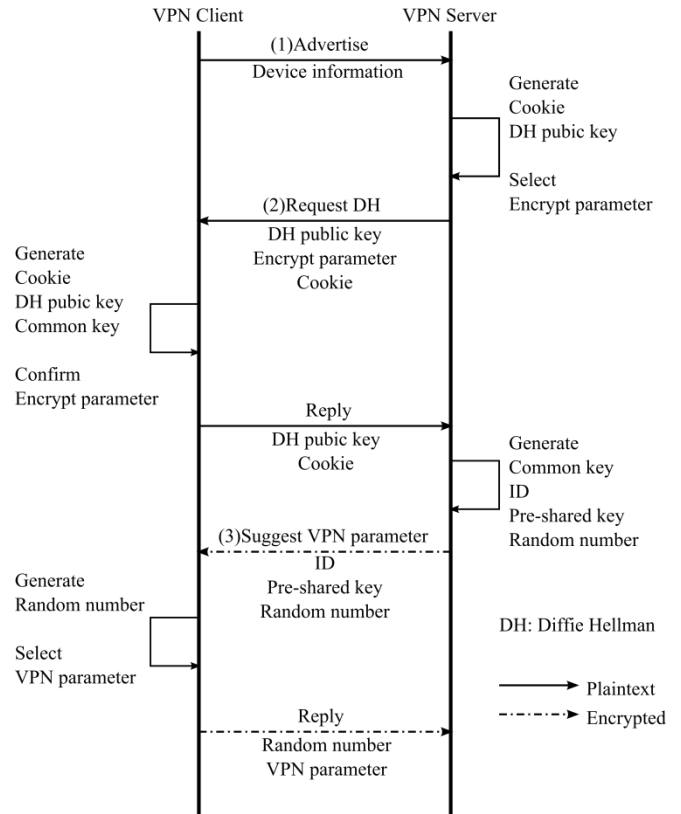 VPN Client
VPN Server
(1)Advertise
Device information
Generate
Cookie
DH pubic key
Select
Encrypt parameter
(2)Request DH
DH public key
Encrypt parameter
Cookie
Generate
Cookie
DH pubic key
Common key
Confirm
Encrypt parameter
Reply
DH pubic key
Cookie
Generate
Common key
ID
Pre-shared key
Random number
(3)Suggest VPN parameter
ID
Pre-shared key
Random number
Generate
Random number
Select
VPN parameter
DH: Diffie Hellman
Plaintext
Encrypted
Reply
Random number
VPN parameter